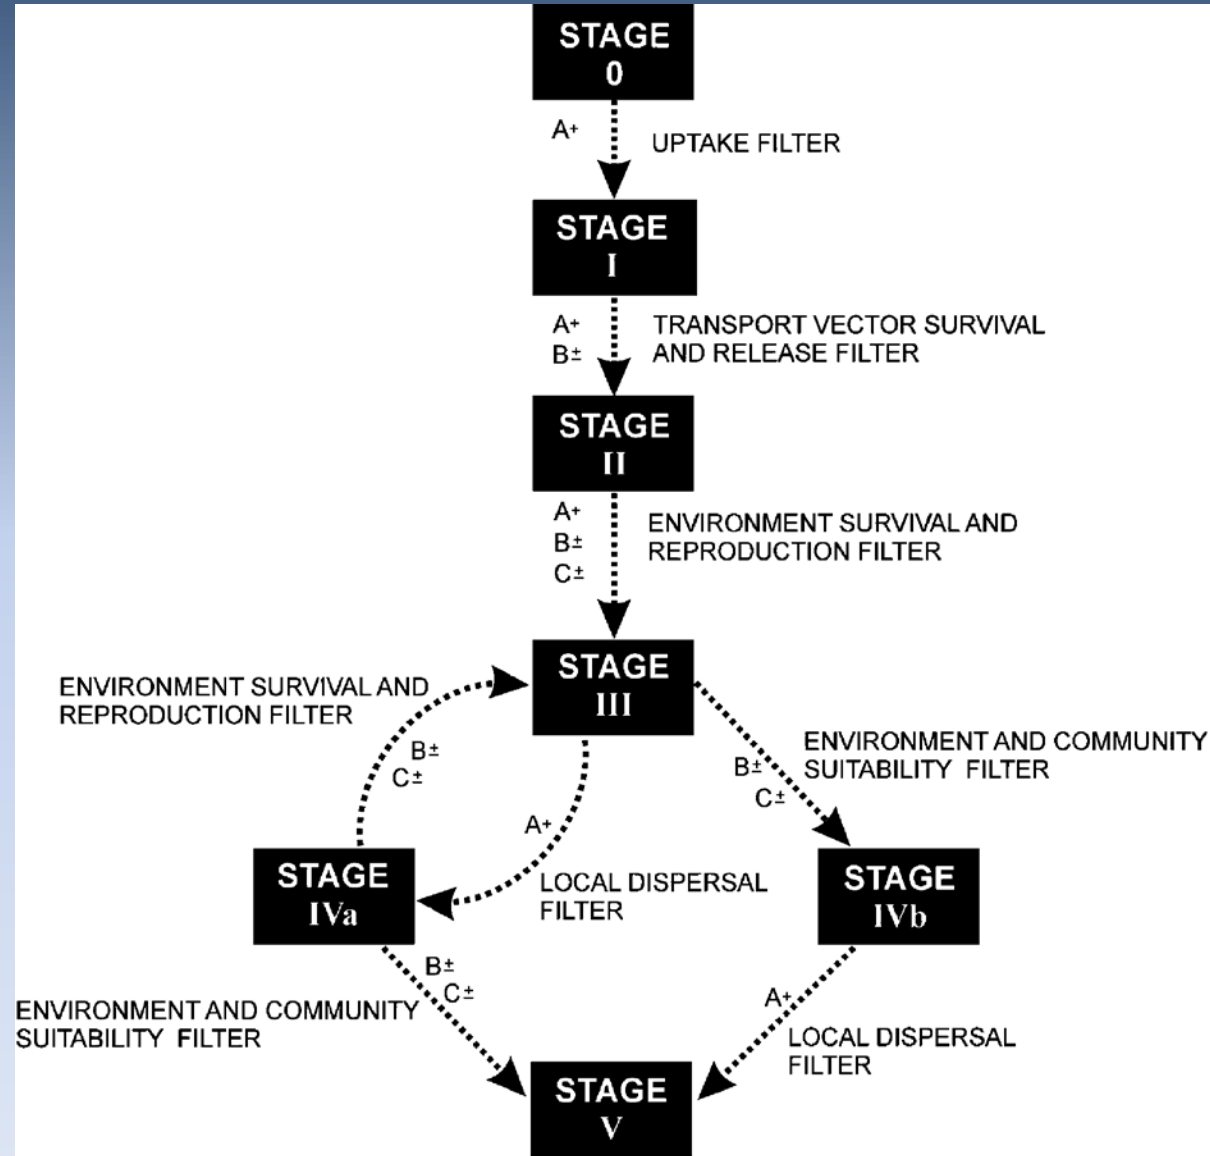 STAGE
0
A+
UPTAKE FILTER
STAGE
I
A+
B±
TRANSPORT VECTOR SURVIVAL
AND RELEASE FILTER
STAGE
II
A+
B±
C±
ENVIRONMENT SURVIVAL AND
REPRODUCTION FILTER
STAGE
III
ENVIRONMENT SURVIVAL AND
REPRODUCTION FILTER
B±
C±
A+
LOCAL DISPERSAL
FILTER
B±
C±
ENVIRONMENT AND COMMUNITY
SUITABILITY FILTER
STAGE
IVa
STAGE
IVb
B±
C±
ENVIRONMENT AND COMMUNITY
SUITABILITY FILTER
A+
LOCAL DISPERSAL
FILTER
STAGE
V